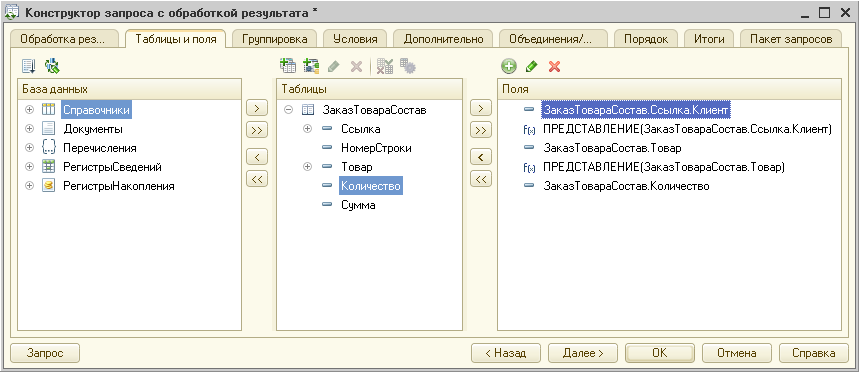 Конструктор запроса с обработкой результата *
Обработка рез...
Таблицы и поля
Группировка
Условия
Дополнительно
Объединения/...
Порядок
Итоги
Пакет запросов
База данных
Справочники
Документы
Перечисления
РегистрыСведений
РегистрыНакопления
>
>>
<
<<
Таблицы
ЗаказТовараСостав
Ссылка
НомерСтроки
Товар
Количество
Сумма
>
>>
<
<<
Поля
ЗаказТовараСостав.Ссылка.Клиент
f(x) ПРЕДСТАВЛЕНИЕ(ЗаказТовараСостав.Ссылка.Клиент)
ЗаказТовараСостав.Товар
f(x) ПРЕДСТАВЛЕНИЕ(ЗаказТовараСостав.Товар)
ЗаказТовараСостав.Количество
Запрос
< Назад
Далее >
OK
Отмена
Справка